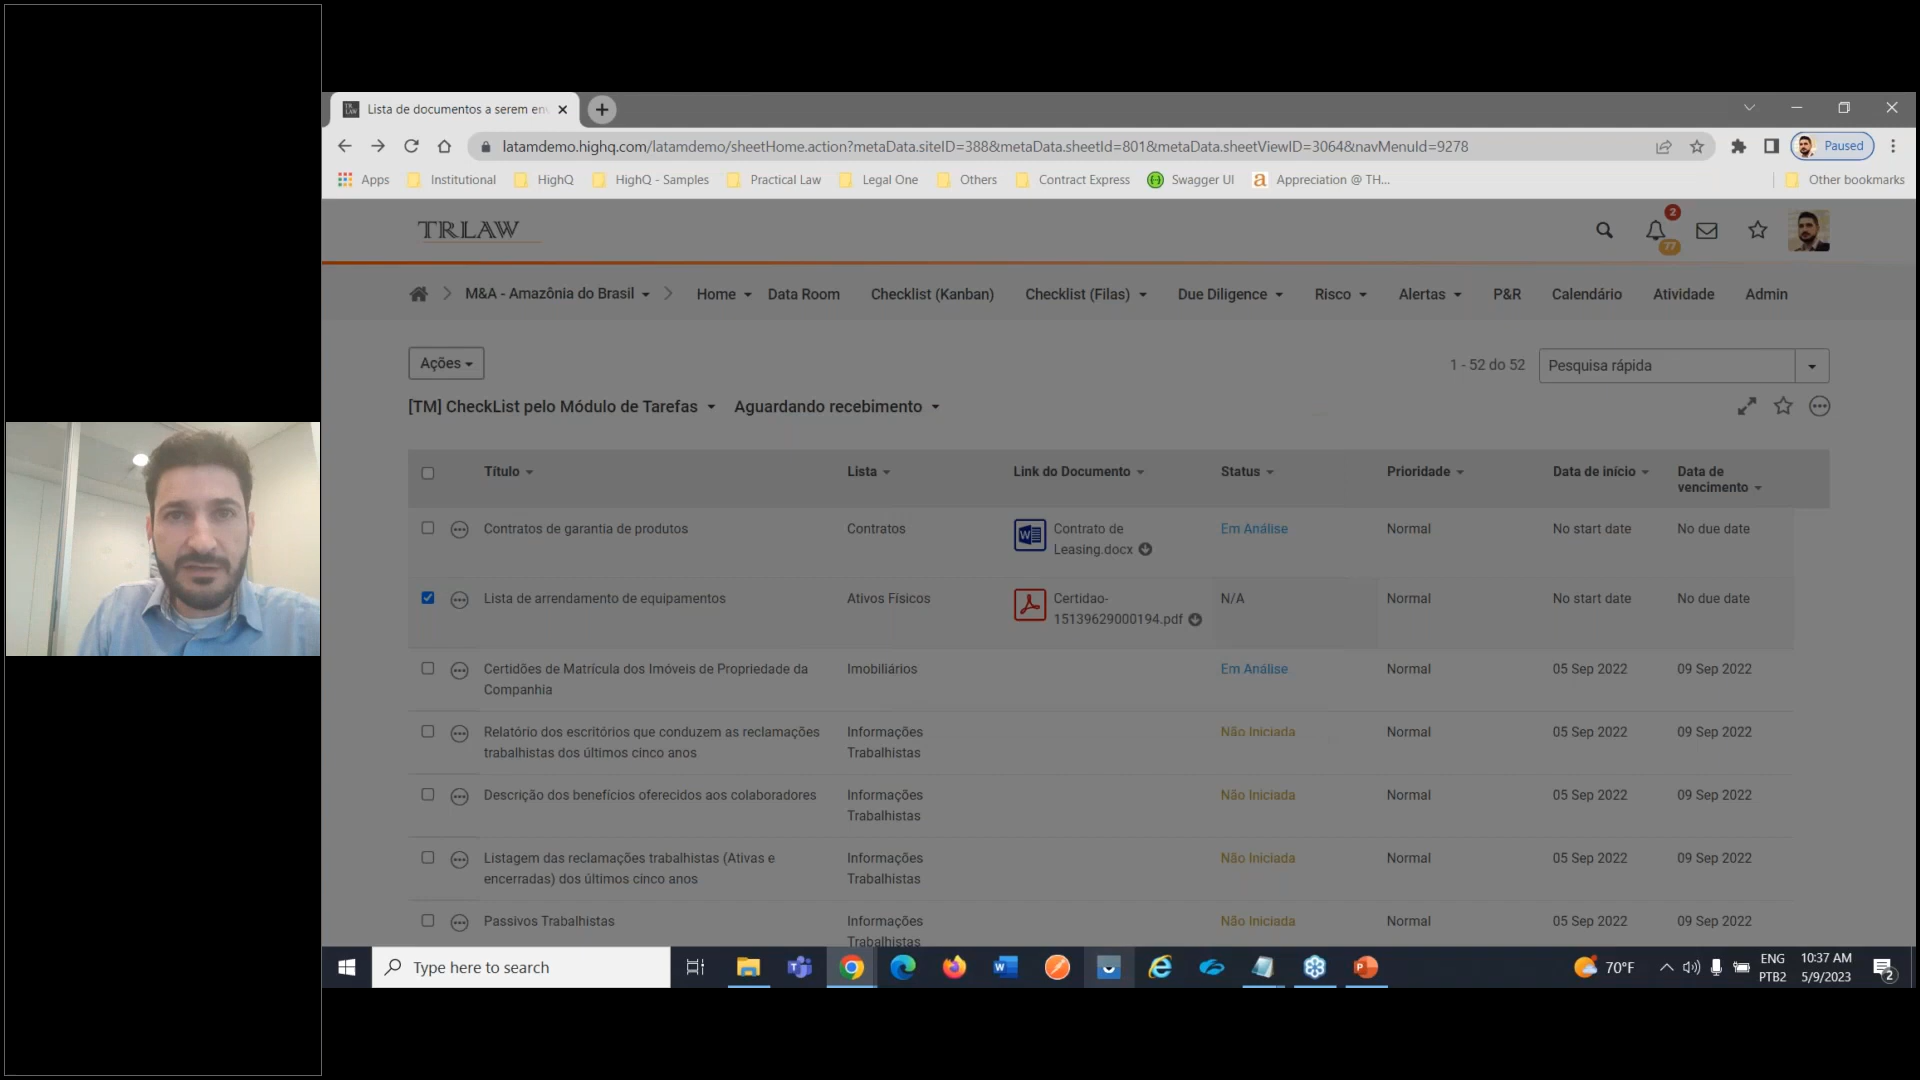 Lista de documentos a serem en
latamdemo.highq.com/latamdemo/sheetHome.action?metaData.siteID=388&metaData.sheetId=801&metaData.sheetViewID=3064&navMenuId=9278
Paused
Apps
Institutional
HighQ
HighQ - Samples
Practical Law
Legal One
Others
Contract Express
Swagger UI
Appreciation @ TH...
Other bookmarks
TRLAW
2
77
M&A - Amazônia do Brasil
Home
Data Room
Checklist (Kanban)
Checklist (Filas)
Due Diligence
Risco
Alertas
P&R
Calendário
Atividade
Admin
Ações
1 - 52 do 52
Pesquisa rápida
[TM] CheckList pelo Módulo de Tarefas
Aguardando recebimento
Título
Lista
Link do Documento
Status
Prioridade
Data de início
Data de
vencimento
Contratos de garantia de produtos
Contratos
Contrato de
Leasing.docx
Em Análise
Normal
No start date
No due date
Lista de arrendamento de equipamentos
Ativos Físicos
Certidao-
15139629000194.pdf
N/A
Normal
No start date
No due date
Certidões de Matrícula dos Imóveis de Propriedade da
Companhia
Imobiliários
Em Análise
Normal
05 Sep 2022
09 Sep 2022
Relatório dos escritórios que conduzem as reclamações
trabalhistas dos últimos cinco anos
Informações
Trabalhistas
Não Iniciada
Normal
05 Sep 2022
09 Sep 2022
Descrição dos benefícios oferecidos aos colaboradores
Informações
Trabalhistas
Não Iniciada
Normal
05 Sep 2022
09 Sep 2022
Listagem das reclamações trabalhistas (Ativas e
encerradas) dos últimos cinco anos
Informações
Trabalhistas
Não Iniciada
Normal
05 Sep 2022
09 Sep 2022
Passivos Trabalhistas
Informações
Trabalhistas
Não Iniciada
Normal
05 Sep 2022
09 Sep 2022
Type here to search
70°F
ENG
PTB2
10:37 AM
5/9/2023
2